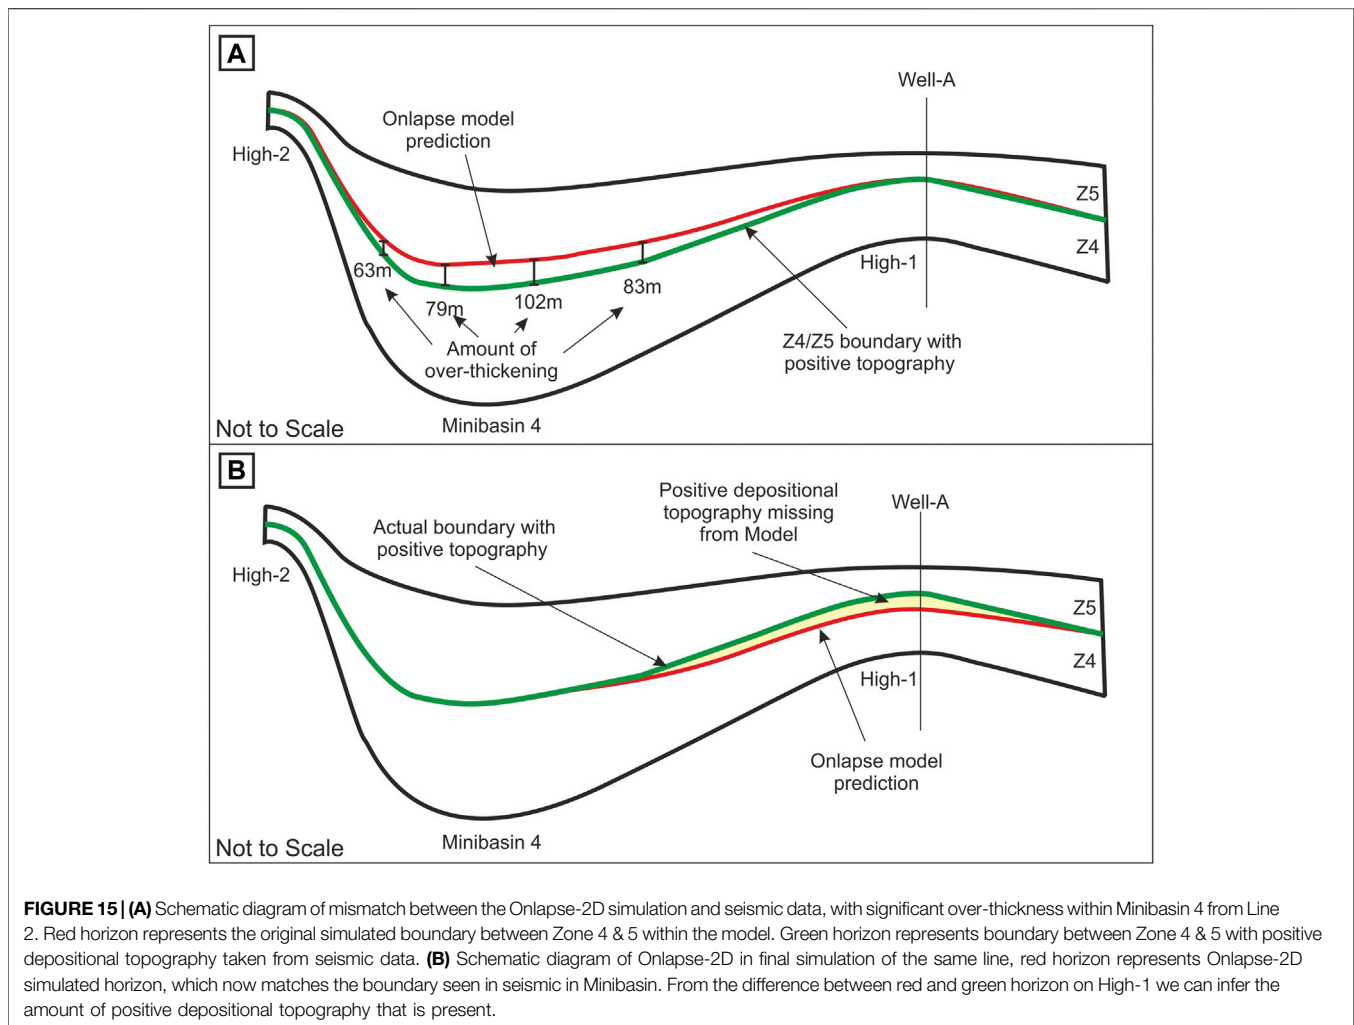 A
Well-A
Onlapse model
prediction
High-2
Z5
Z4
High-1
63m
79m
102m
83m
Amount of
over-thickening
Z4/Z5 boundary with
positive topography
Not to Scale
Minibasin 4
B
Positive depositional
topography missing
from Model
Well-A
Actual boundary with
positive topography
High-2
Z5
Z4
High-1
Onlapse model
prediction
Not to Scale
Minibasin 4
FIGURE 15 | (A) Schematic diagram of mismatch between the Onlapse-2D simulation and seismic data, with significant over-thickness within Minibasin 4 from Line
2. Red horizon represents the original simulated boundary between Zone 4 & 5 within the model. Green horizon represents boundary between Zone 4 & 5 with positive
depositional topography taken from seismic data. (B) Schematic diagram of Onlapse-2D in final simulation of the same line, red horizon represents Onlapse-2D
simulated horizon, which now matches the boundary seen in seismic in Minibasin. From the difference between red and green horizon on High-1 we can infer the
amount of positive depositional topography that is present.